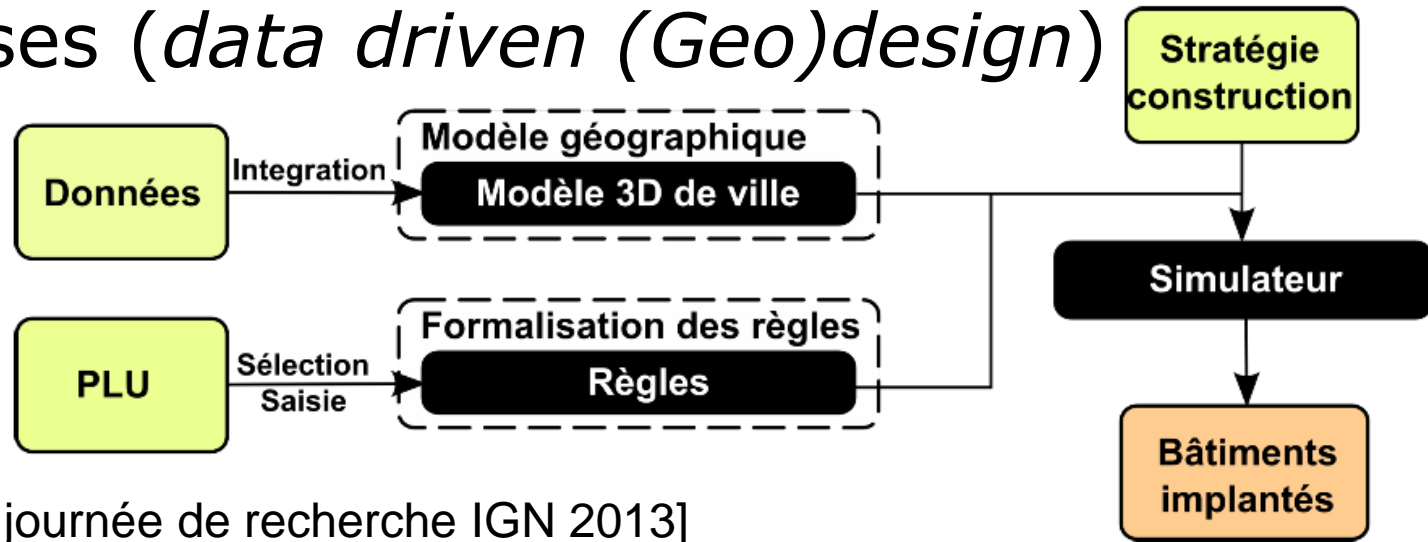 ses (data driven (Geo)design)
Stratégie
construction
Données
Integration
Modèle géographique
Modèle 3D de ville
Simulateur
PLU
Sélection
Saisie
Formalisation des règles
Règles
Bâtiments
implantés
journée de recherche IGN 2013]